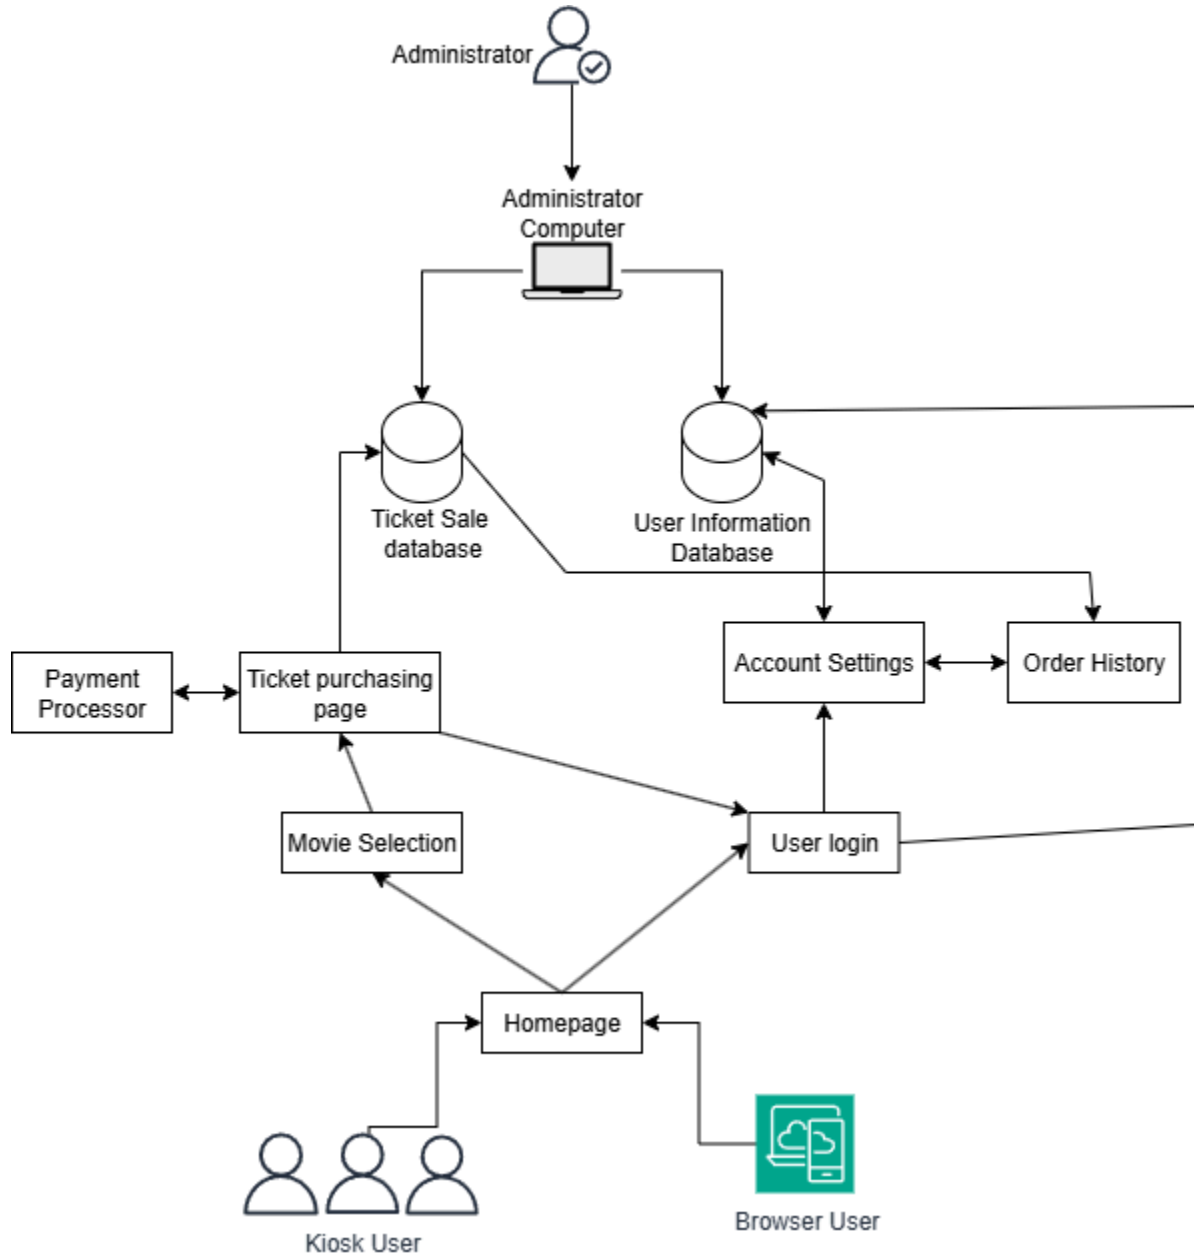 Administrator
Administrator
Computer
Ticket Sale
database
User Information
Database
Payment
Processor
Ticket purchasing
page
Account Settings
Order History
Movie Selection
User login
Homepage
Kiosk User
Browser User